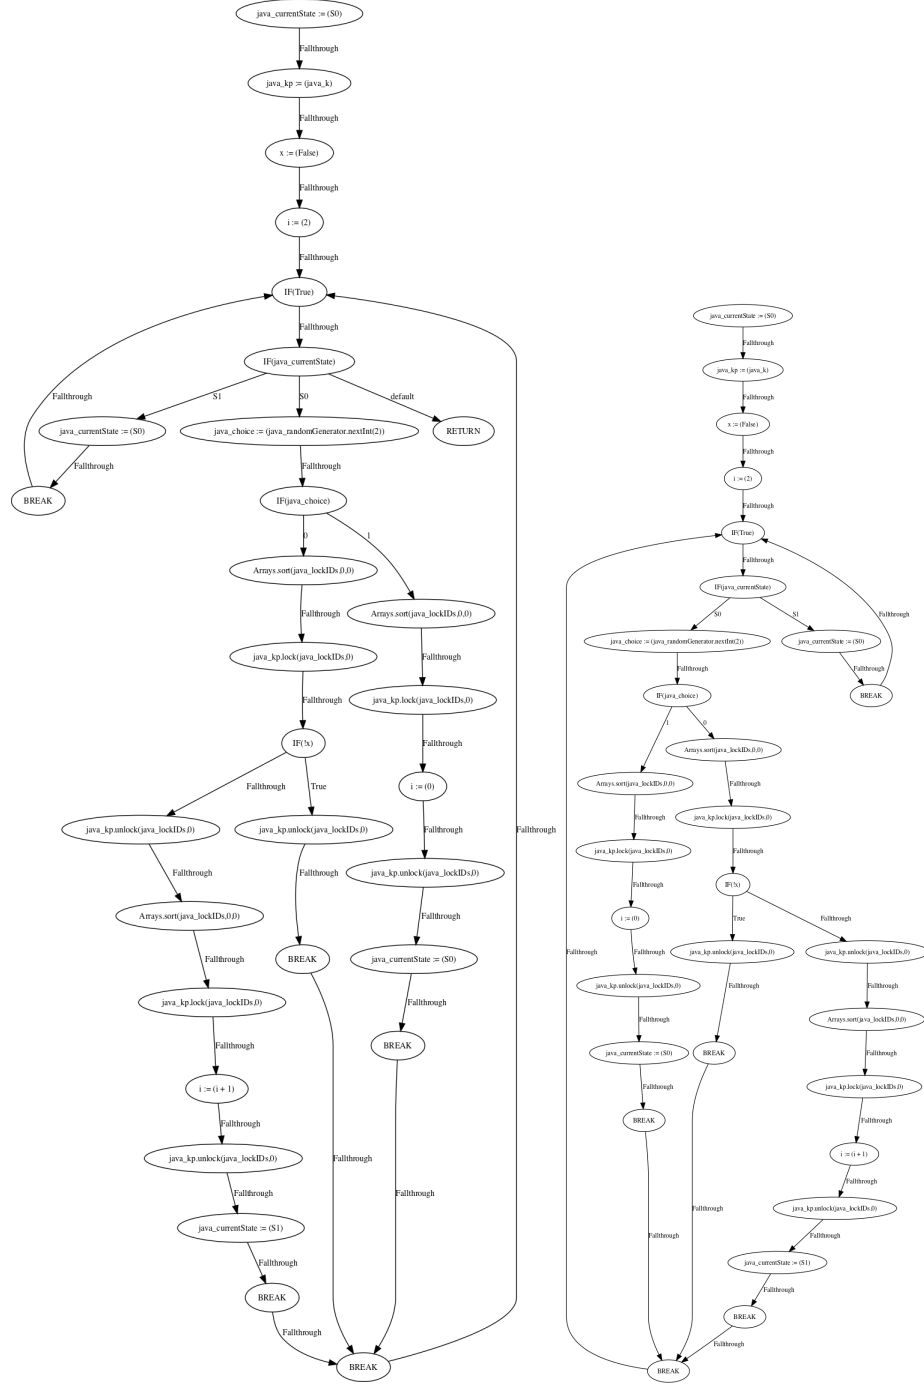 java_currentState := (S0)
Fallthrough
java_kp := (java_k)
Fallthrough
x := (False)
Fallthrough
i := (2)
Fallthrough
IF(True)
Fallthrough
IF(java_currentState)
S1
S0
default
Fallthrough
java_currentState := (S0)
java_choice := (java_randomGenerator.nextInt(2))
RETURN
Fallthrough
Fallthrough
BREAK
IF(java_choice)
0
1
Arrays.sort(java_lockIDs,0,0)
Arrays.sort(java_lockIDs,0,0)
Fallthrough
Fallthrough
java_kp.lock(java_lockIDs,0)
java_kp.lock(java_lockIDs,0)
Fallthrough
Fallthrough
IF(!x)
i := (0)
Fallthrough
True
Fallthrough
java_kp.unlock(java_lockIDs,0)
java_kp.unlock(java_lockIDs,0)
Fallthrough
java_kp.unlock(java_lockIDs,0)
Fallthrough
Fallthrough
Arrays.sort(java_lockIDs,0,0)
Fallthrough
Fallthrough
BREAK
java_currentState := (S0)
java_kp.lock(java_lockIDs,0)
Fallthrough
Fallthrough
BREAK
i := (i + 1)
Fallthrough
java_kp.unlock(java_lockIDs,0)
Fallthrough
Fallthrough
Fallthrough
java_currentState := (S1)
Fallthrough
BREAK
Fallthrough
BREAK
java_currentState := (S0)
Fallthrough
java_kp := (java_k)
Fallthrough
x := (False)
Fallthrough
i := (2)
Fallthrough
IF(True)
Fallthrough
IF(java_currentState)
S0
S1
Fallthrough
java_choice := (java_randomGenerator.nextInt(2))
java_currentState := (S0)
Fallthrough
Fallthrough
IF(java_choice)
BREAK
1
0
Arrays.sort(java_lockIDs,0,0)
Arrays.sort(java_lockIDs,0,0)
Fallthrough
Fallthrough
java_kp.lock(java_lockIDs,0)
java_kp.lock(java_lockIDs,0)
Fallthrough
Fallthrough
IF(!x)
i := (0)
True
Fallthrough
Fallthrough
Fallthrough
java_kp.unlock(java_lockIDs,0)
java_kp.unlock(java_lockIDs,0)
java_kp.unlock(java_lockIDs,0)
Fallthrough
Fallthrough
Fallthrough
Arrays.sort(java_lockIDs,0,0)
java_currentState := (S0)
BREAK
Fallthrough
Fallthrough
java_kp.lock(java_lockIDs,0)
BREAK
Fallthrough
i := (i + 1)
Fallthrough
java_kp.unlock(java_lockIDs,0)
Fallthrough
Fallthrough
Fallthrough
java_currentState := (S1)
Fallthrough
BREAK
Fallthrough
BREAK